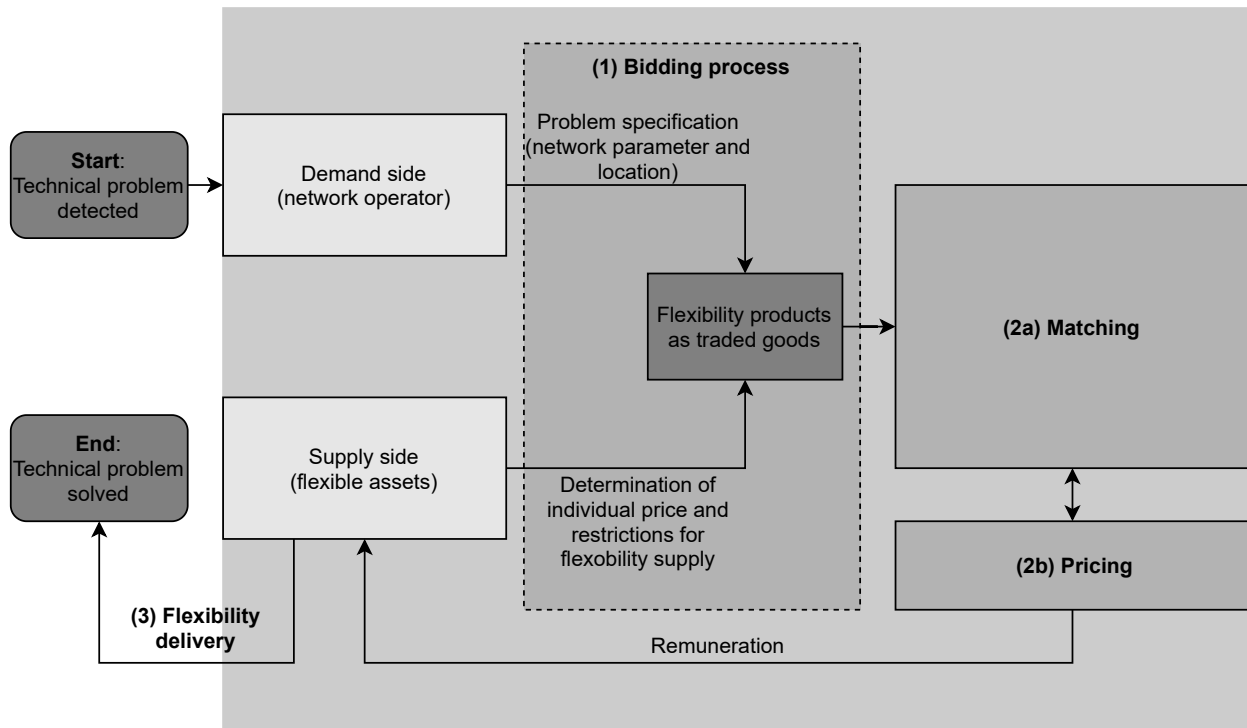 (1) Bidding process
Problem specification
(network parameter and
location)
Start:
Technical problem
detected
Demand side
(network operator)
Flexibility products
as traded goods
(2a) Matching
End:
Technical problem
solved
Supply side
(flexible assets)
Determination of
individual price and
restrictions for
flexobility supply
(2b) Pricing
(3) Flexibility
delivery
Remuneration